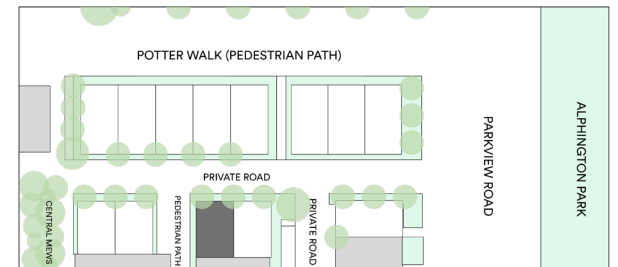 POTTER WALK (PEDESTRIAN PATH)
PRIVATE ROAD
CENTRAL MEWS
PEDESTRIAN PATH
PRIVATE ROAD
PARKVIEW ROAD
ALPHINGTON PARK